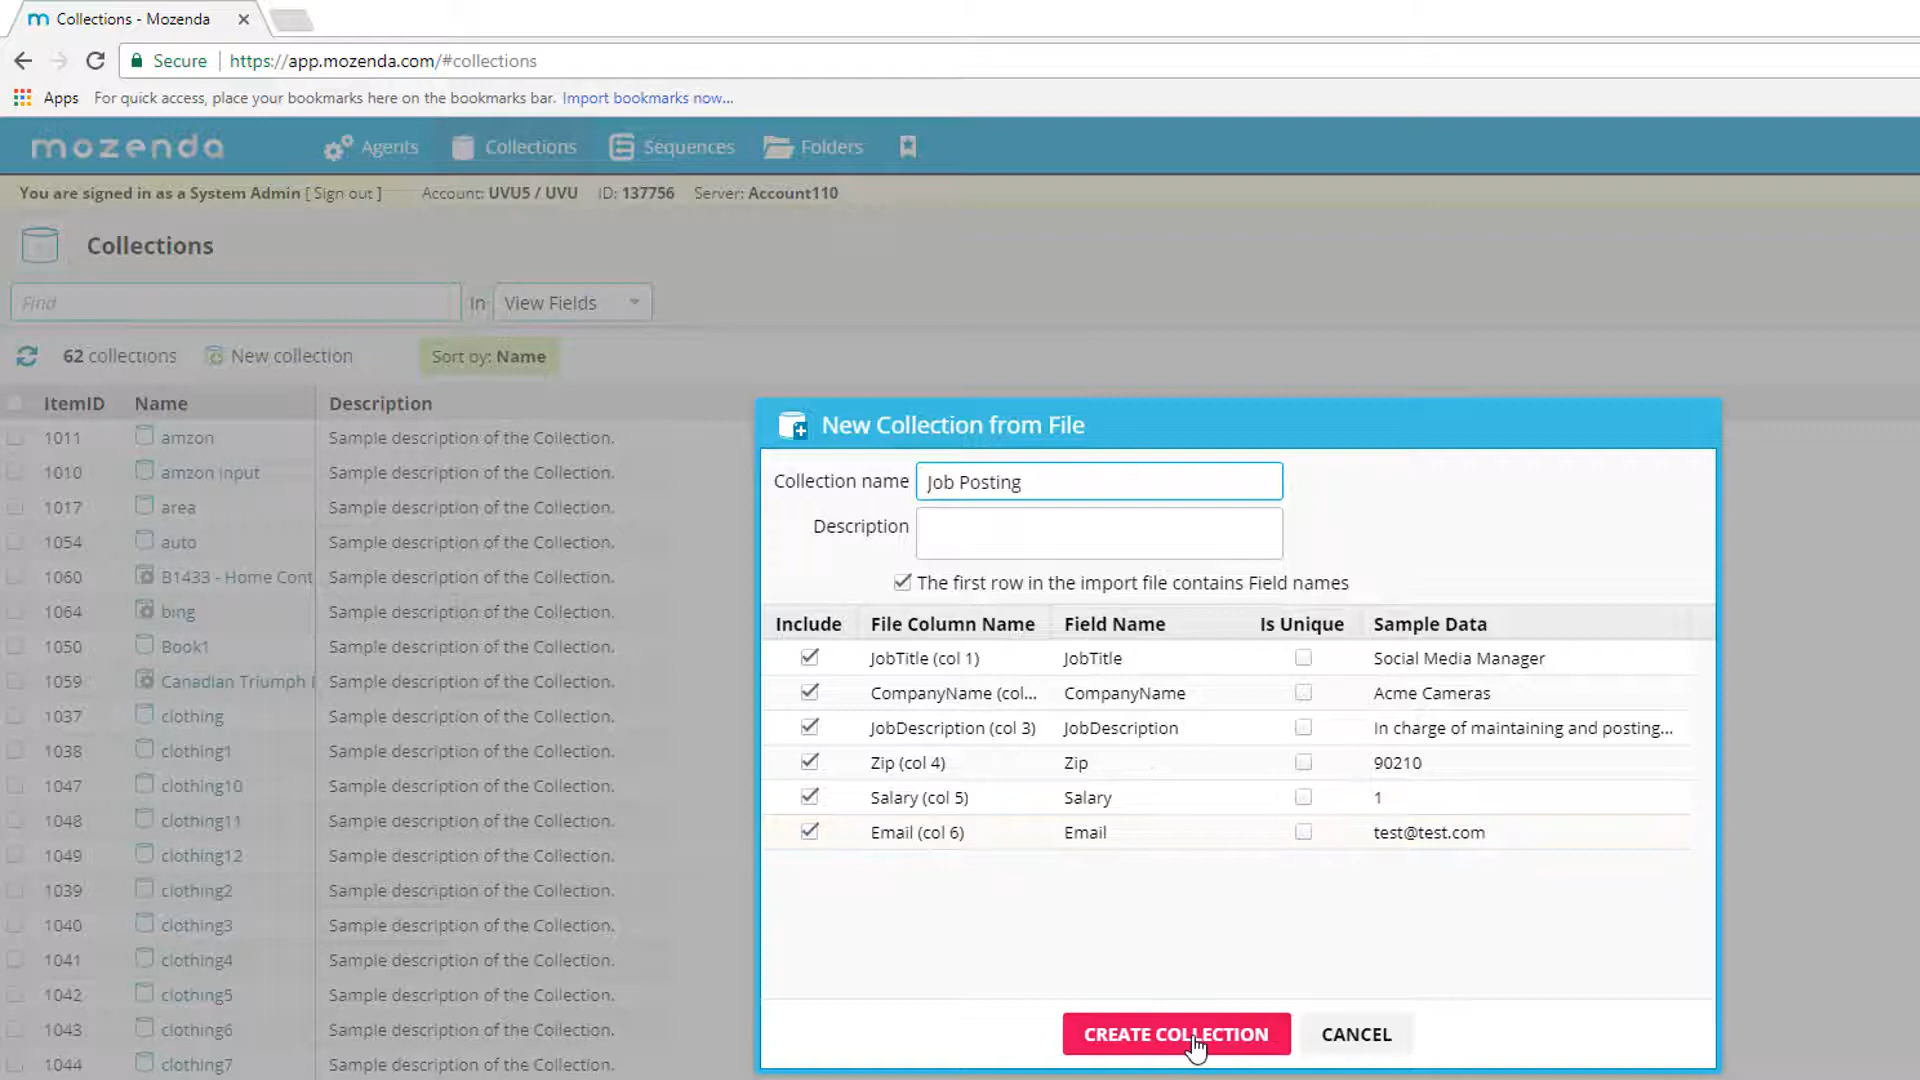 Collections - Mozenda
Secure https://app.mozenda.com/#collections
Apps For quick access, place your bookmarks here on the bookmarks bar. Import bookmarks now...
mozenda Agents Collections Sequences Folders
You are signed in as a System Admin [ Sign out ] Account: UVU5 / UVU ID: 137756 Server: Account110
Collections
Find In View Fields
62 collections New collection Sort by: Name
ItemID Name Description
1011 amzon Sample description of the Collection.
1010 amzon input Sample description of the Collection.
1017 area Sample description of the Collection.
1054 auto Sample description of the Collection.
1060 B1433 - Home Cont Sample description of the Collection.
1064 bing Sample description of the Collection.
1050 Book1 Sample description of the Collection.
1059 Canadian Triumph Sample description of the Collection.
1037 clothing Sample description of the Collection.
1038 clothing1 Sample description of the Collection.
1047 clothing10 Sample description of the Collection.
1048 clothing11 Sample description of the Collection.
1049 clothing12 Sample description of the Collection.
1039 clothing2 Sample description of the Collection.
1040 clothing3 Sample description of the Collection.
1041 clothing4 Sample description of the Collection.
1042 clothing5 Sample description of the Collection.
1043 clothing6 Sample description of the Collection.
1044 clothing7 Sample description of the Collection.
New Collection from File
Collection name Job Posting
Description
The first row in the import file contains Field names
Include File Column Name Field Name Is Unique Sample Data
JobTitle (col 1) JobTitle Social Media Manager
CompanyName (col... CompanyName Acme Cameras
JobDescription (col 3) JobDescription In charge of maintaining and posting...
Zip (col 4) Zip 90210
Salary (col 5) Salary 1
Email (col 6) Email test@test.com
CREATE COLLECTION CANCEL